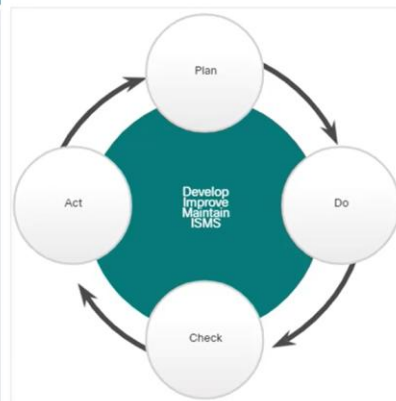 Plan
Act
Develop
Improve
Maintain
ISMS
Do
Check